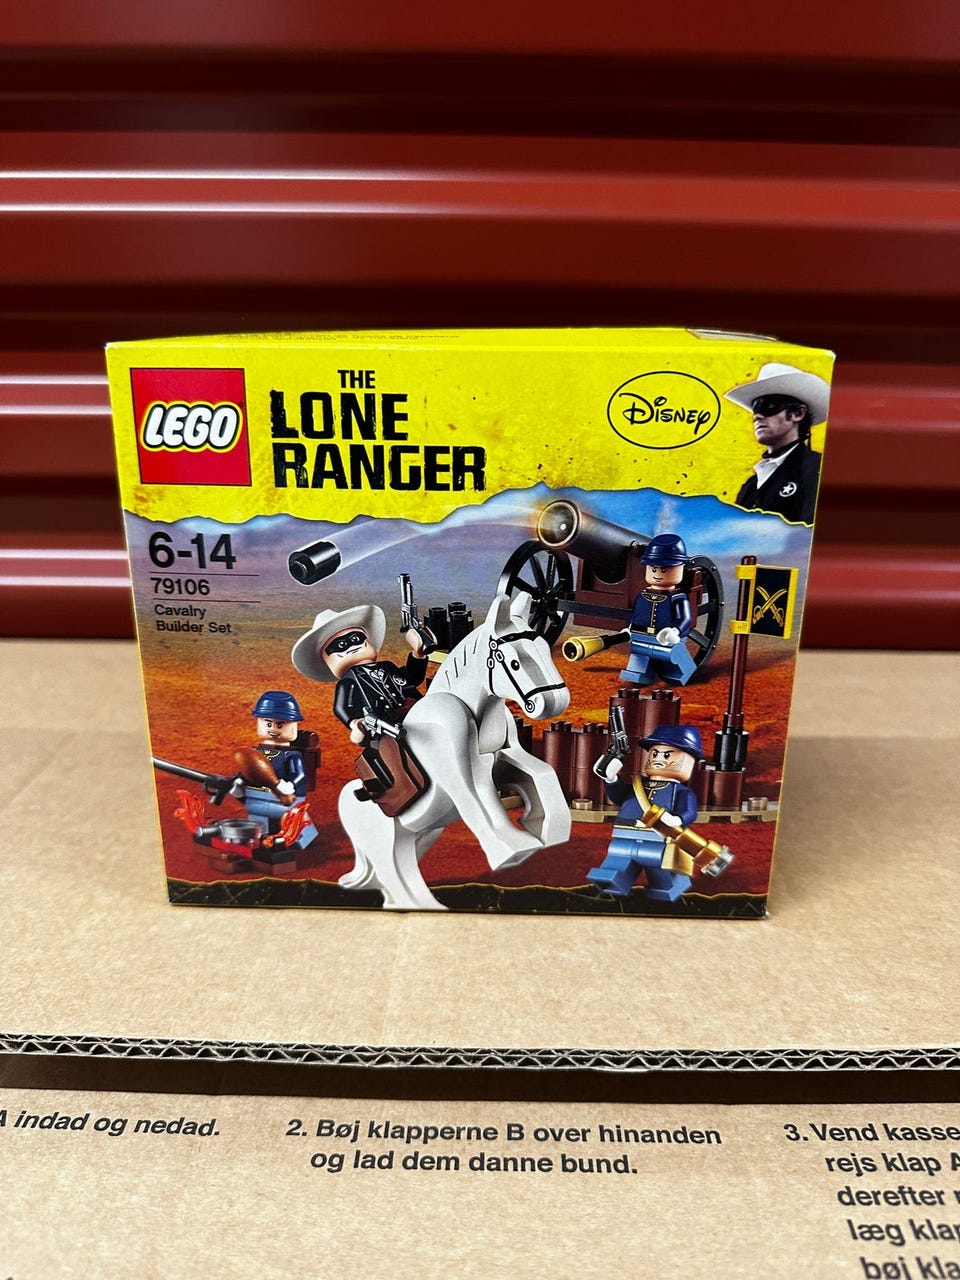 LEGO
THE
LONE
RANGER
Disney
6-14
79106
Cavalry
Builder Set
A indad og nedad.
2. Bøj klapperne B over hinanden
og lad dem danne bund.
3. Vend kasse
rejs klap A
derefter
læg klap
bøj kla